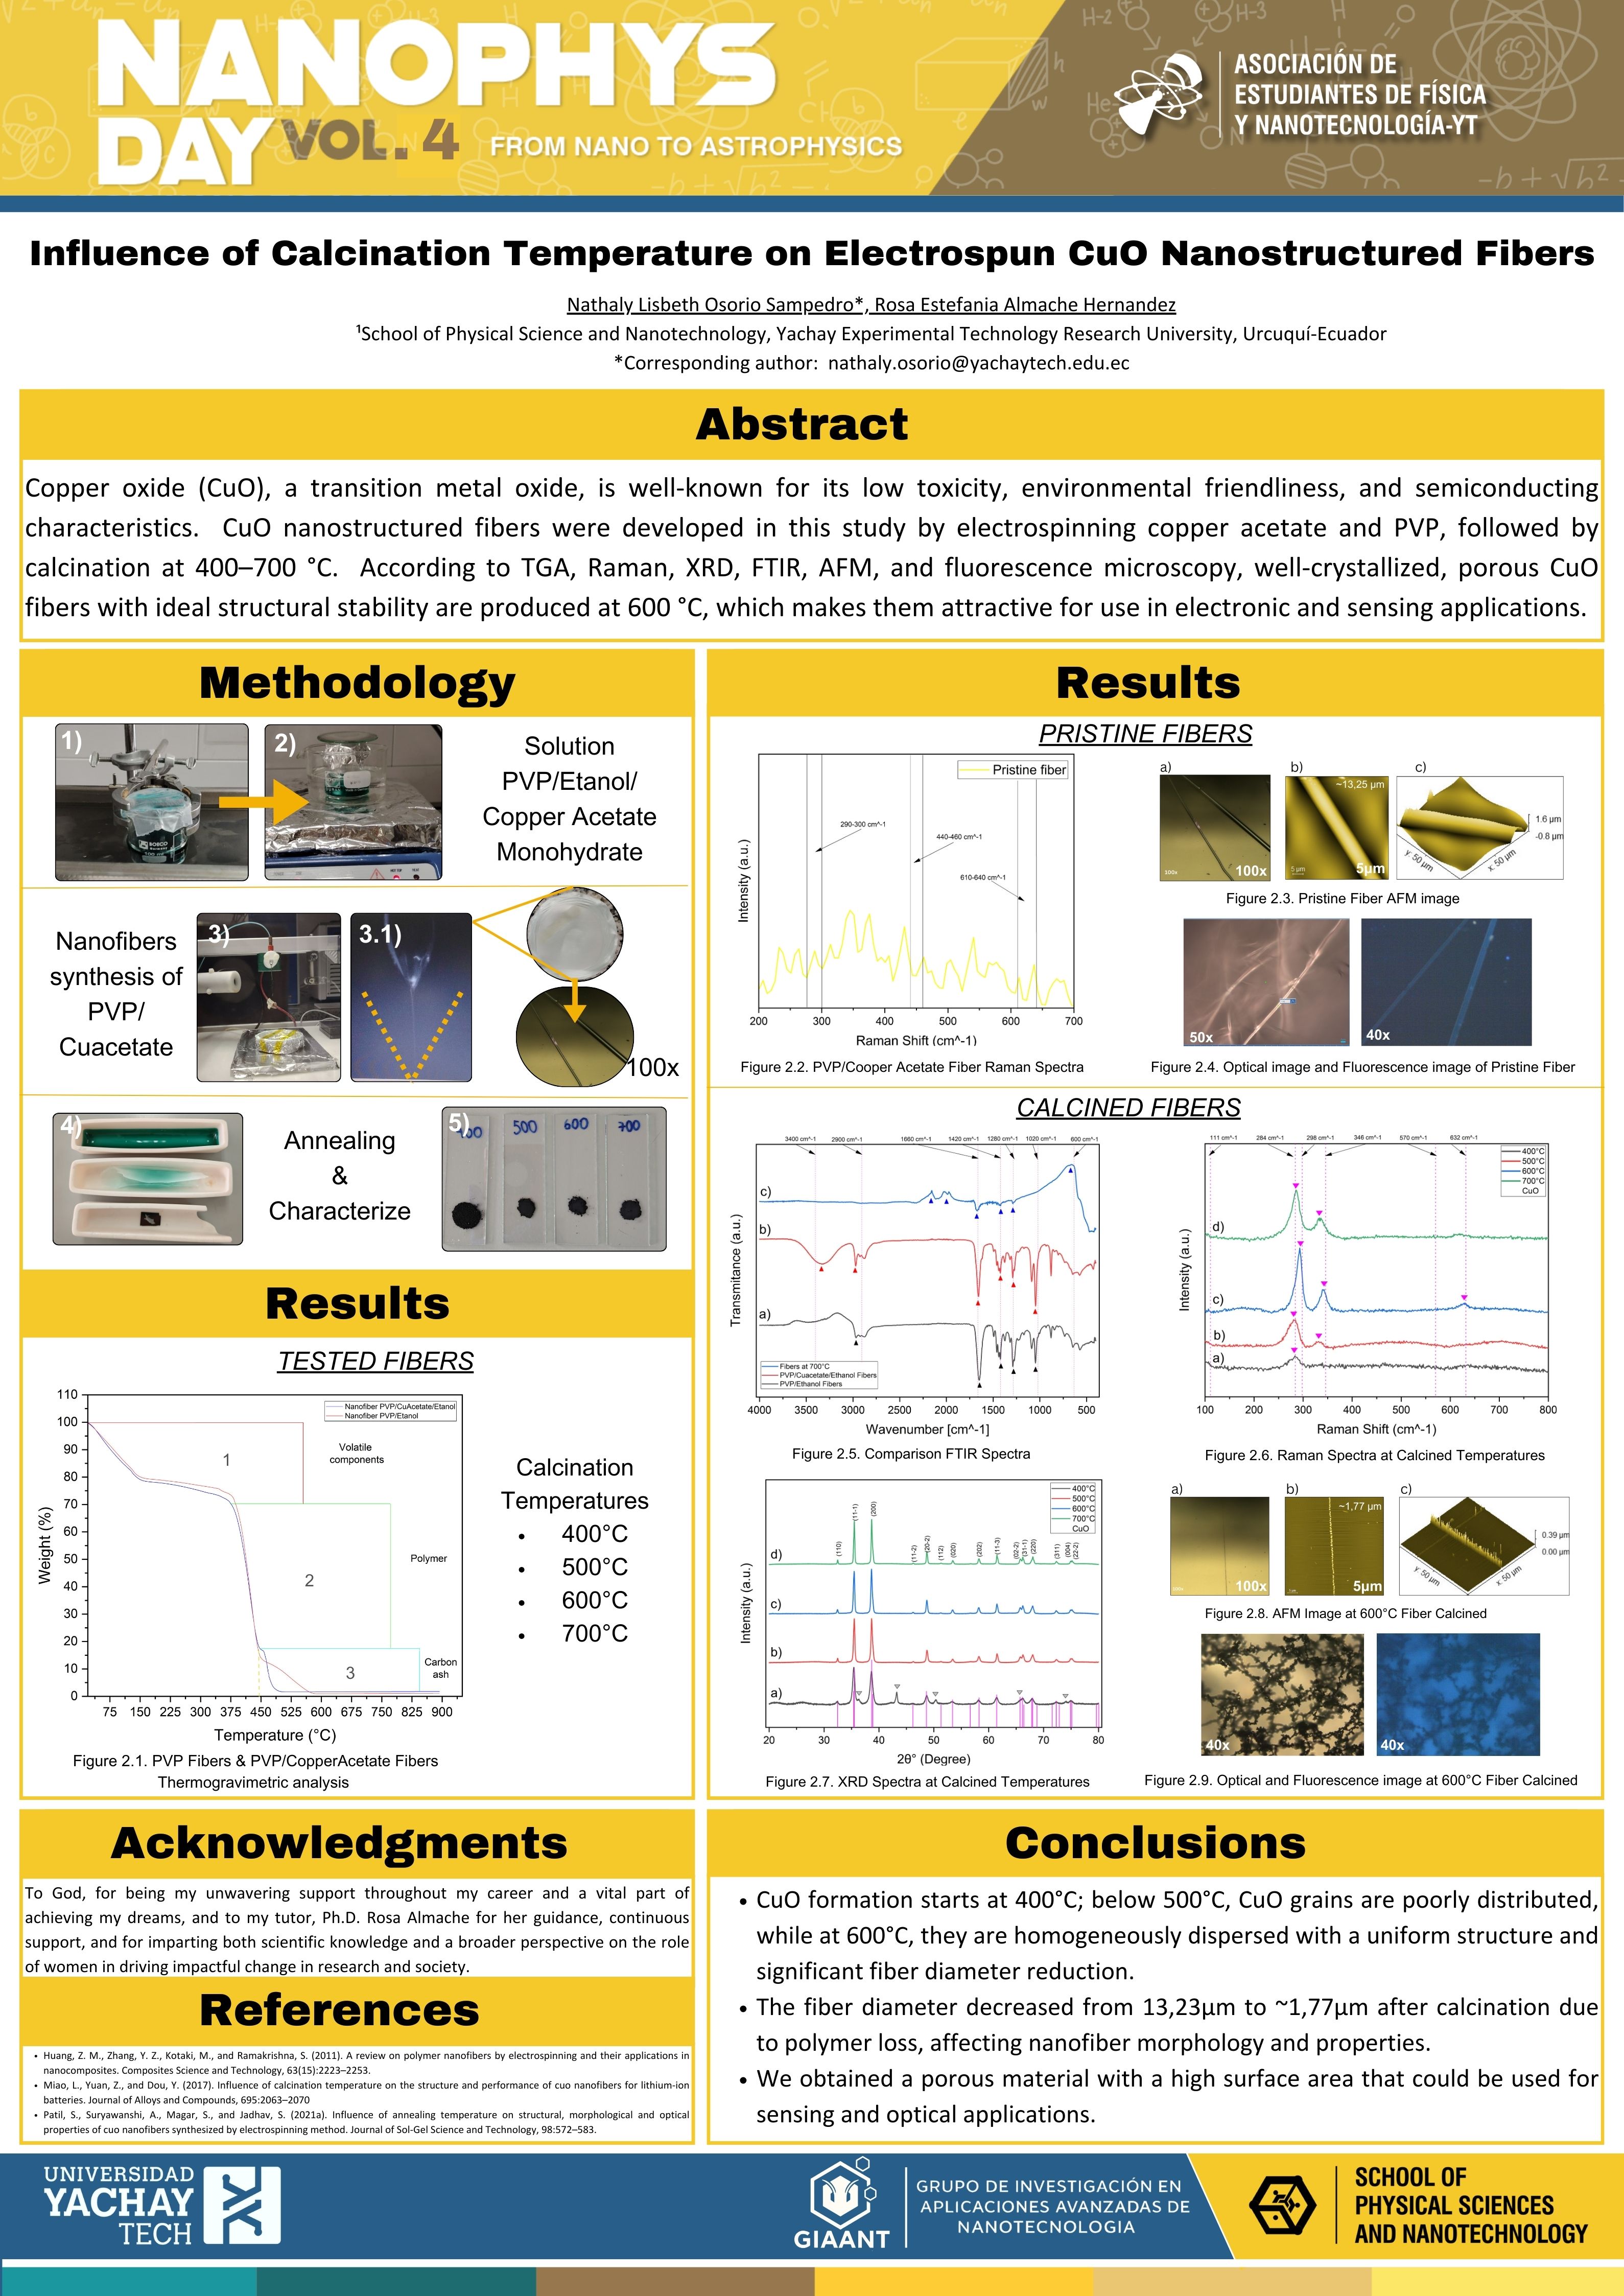 NANOPHYS
DAY VOL. 4 FROM NANO TO ASTROPHYSICS
ASOCIACIÓN DE
ESTUDIANTES DE FÍSICA
Y NANOTECNOLOGÍA-YT
Influence of Calcination Temperature on Electrospun CuO Nanostructured Fibers
Nathaly Lisbeth Osorio Sampedro*, Rosa Estefania Almache Hernandez
¹School of Physical Science and Nanotechnology, Yachay Experimental Technology Research University, Urcuquí-Ecuador
*Corresponding author: nathaly.osorio@yachaytech.edu.ec
Abstract
Copper oxide (CuO), a transition metal oxide, is well-known for its low toxicity, environmental friendliness, and semiconducting
characteristics. CuO nanostructured fibers were developed in this study by electrospinning copper acetate and PVP, followed by
calcination at 400–700 °C. According to TGA, Raman, XRD, FTIR, AFM, and fluorescence microscopy, well-crystallized, porous CuO
fibers with ideal structural stability are produced at 600 °C, which makes them attractive for use in electronic and sensing applications.
Methodology
1)
2)
Solution
PVP/Etanol/
Copper Acetate
Monohydrate
Nanofibers
synthesis of
PVP/
Cuacetate
3)
3.1)
100x
4)
Annealing
&
Characterize
5)
500
600
700
Results
TESTED FIBERS
Nanofiber PVP/CuAcetate/Etanol
Nanofiber PVP/Etanol
1
Volatile
components
2
Polymer
3
Carbon
ash
Weight (%)
110
100
90
80
70
60
50
40
30
20
10
0
75 150 225 300 375 450 525 600 675 750 825 900
Temperature (°C)
Figure 2.1. PVP Fibers & PVP/CopperAcetate Fibers
Thermogravimetric analysis
Calcination
Temperatures
• 400°C
• 500°C
• 600°C
• 700°C
Results
PRISTINE FIBERS
Pristine fiber
290-300 cm^-1
440-460 cm^-1
610-640 cm^-1
Intensity (a.u.)
200 300 400 500 600 700
Raman Shift (cm^-1)
Figure 2.2. PVP/Cooper Acetate Fiber Raman Spectra
a) b) c)
100x
~13,25 µm
5µm
1.6 µm
-0.8 µm
y: 50 µm
x: 50 µm
Figure 2.3. Pristine Fiber AFM image
50x
40x
Figure 2.4. Optical image and Fluorescence image of Pristine Fiber
CALCINED FIBERS
3400 cm^-1 2900 cm^-1 1660 cm^-1 1420 cm^-1 1280 cm^-1 1020 cm^-1 600 cm^-1
c)
b)
a)
Fibers at 700°C
PVP/Cuacetate/Ethanol Fibers
PVP/Ethanol Fibers
Transmitance (a.u.)
4000 3500 3000 2500 2000 1500 1000 500
Wavenumber [cm^-1]
Figure 2.5. Comparison FTIR Spectra
111 cm^-1 284 cm^-1 298 cm^-1 346 cm^-1 570 cm^-1 632 cm^-1
400°C
500°C
600°C
700°C
CuO
d)
c)
b)
a)
Intensity (a.u.)
100 200 300 400 500 600 700 800
Raman Shift (cm^-1)
Figure 2.6. Raman Spectra at Calcined Temperatures
400°C
500°C
600°C
700°C
CuO
(110) (11-1) (200) (11-2) (20-2) (112) (020) (202) (11-3) (02-2) (31-1) (220) (311) (004) (22-2)
d)
c)
b)
a)
Intensity (a.u.)
20 30 40 50 60 70 80
2θ° (Degree)
Figure 2.7. XRD Spectra at Calcined Temperatures
a) b) c)
100x
~1,77 µm
5µm
0.39 µm
0.00 µm
y: 50 µm
x: 50 µm
Figure 2.8. AFM Image at 600°C Fiber Calcined
40x
40x
Figure 2.9. Optical and Fluorescence image at 600°C Fiber Calcined
Acknowledgments
To God, for being my unwavering support throughout my career and a vital part of
achieving my dreams, and to my tutor, Ph.D. Rosa Almache for her guidance, continuous
support, and for imparting both scientific knowledge and a broader perspective on the role
of women in driving impactful change in research and society.
References
• Huang, Z. M., Zhang, Y. Z., Kotaki, M., and Ramakrishna, S. (2011). A review on polymer nanofibers by electrospinning and their applications in
nanocomposites. Composites Science and Technology, 63(15):2223–2253.
• Miao, L., Yuan, Z., and Dou, Y. (2017). Influence of calcination temperature on the structure and performance of cuo nanofibers for lithium-ion
batteries. Journal of Alloys and Compounds, 695:2063–2070
• Patil, S., Suryawanshi, A., Magar, S., and Jadhav, S. (2021a). Influence of annealing temperature on structural, morphological and optical
properties of cuo nanofibers synthesized by electrospinning method. Journal of Sol-Gel Science and Technology, 98:572–583.
Conclusions
• CuO formation starts at 400°C; below 500°C, CuO grains are poorly distributed,
while at 600°C, they are homogeneously dispersed with a uniform structure and
significant fiber diameter reduction.
• The fiber diameter decreased from 13,23µm to ~1,77µm after calcination due
to polymer loss, affecting nanofiber morphology and properties.
• We obtained a porous material with a high surface area that could be used for
sensing and optical applications.
UNIVERSIDAD
YACHAY
TECH
GIAANT
GRUPO DE INVESTIGACIÓN EN
APLICACIONES AVANZADAS DE
NANOTECNOLOGIA
SCHOOL OF
PHYSICAL SCIENCES
AND NANOTECHNOLOGY